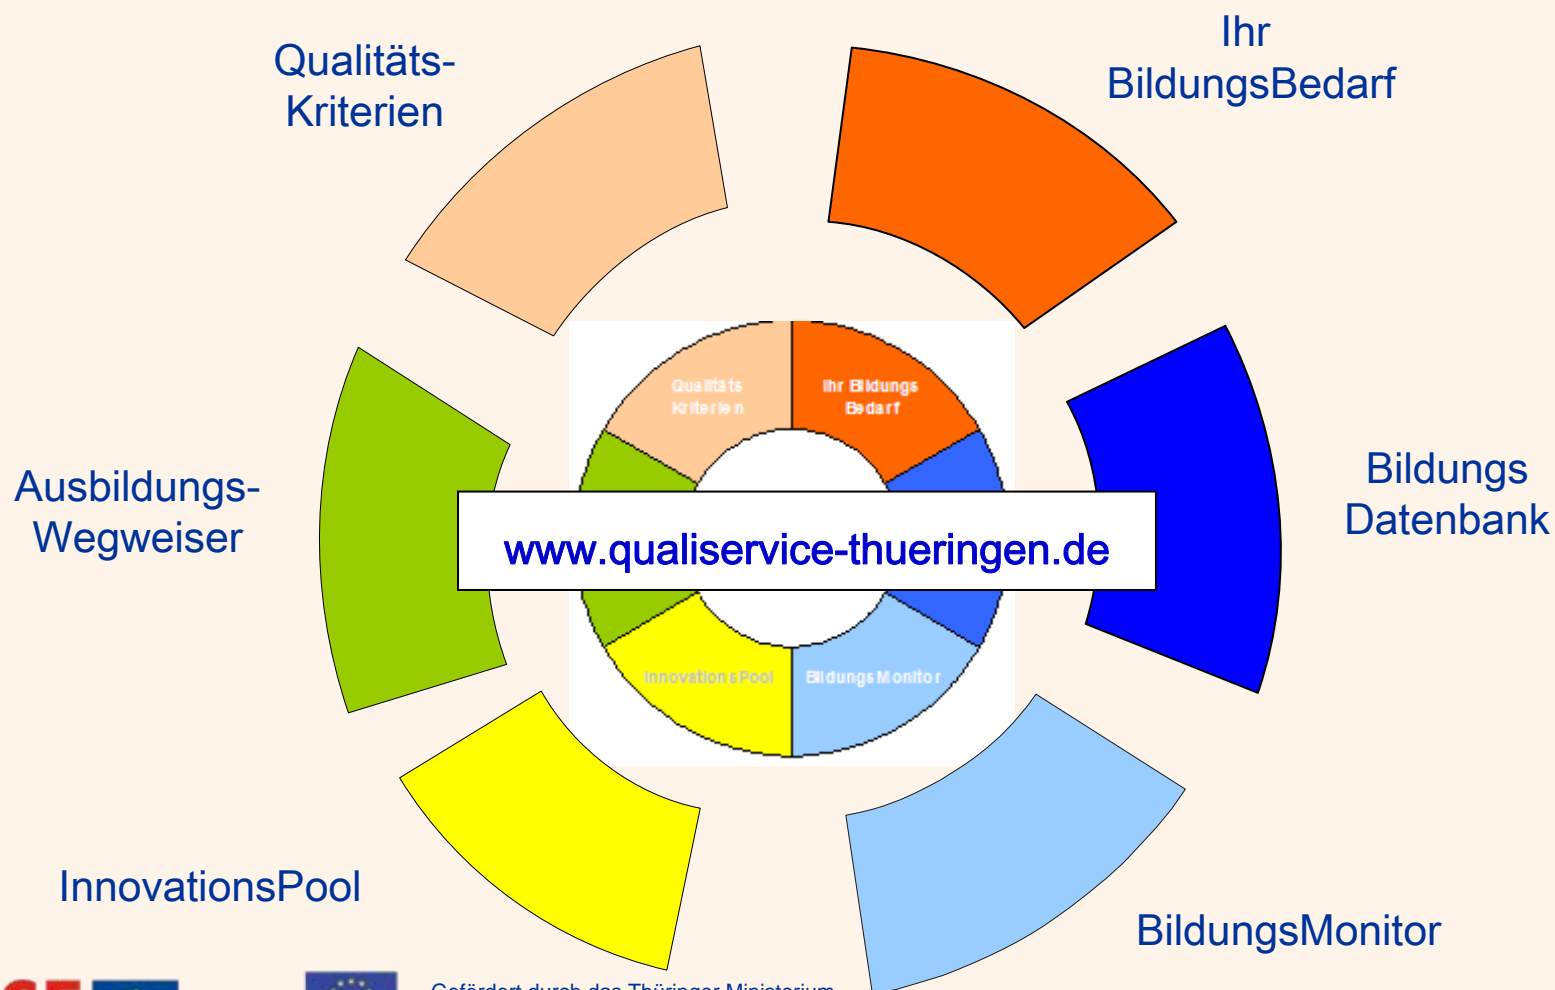 Qualitäts-
Kriterien
Ihr
BildungsBedarf
Qualitäts
Kriterien
Ihr Bildungs
Bedarf
Ausbildungs-
Wegweiser
www.qualiservice-thueringen.de
Bildungs
Datenbank
InnovationsPool
BildungsMonitor
InnovationsPool
BildungsMonitor
Gefördert durch das Thüringer Ministerium